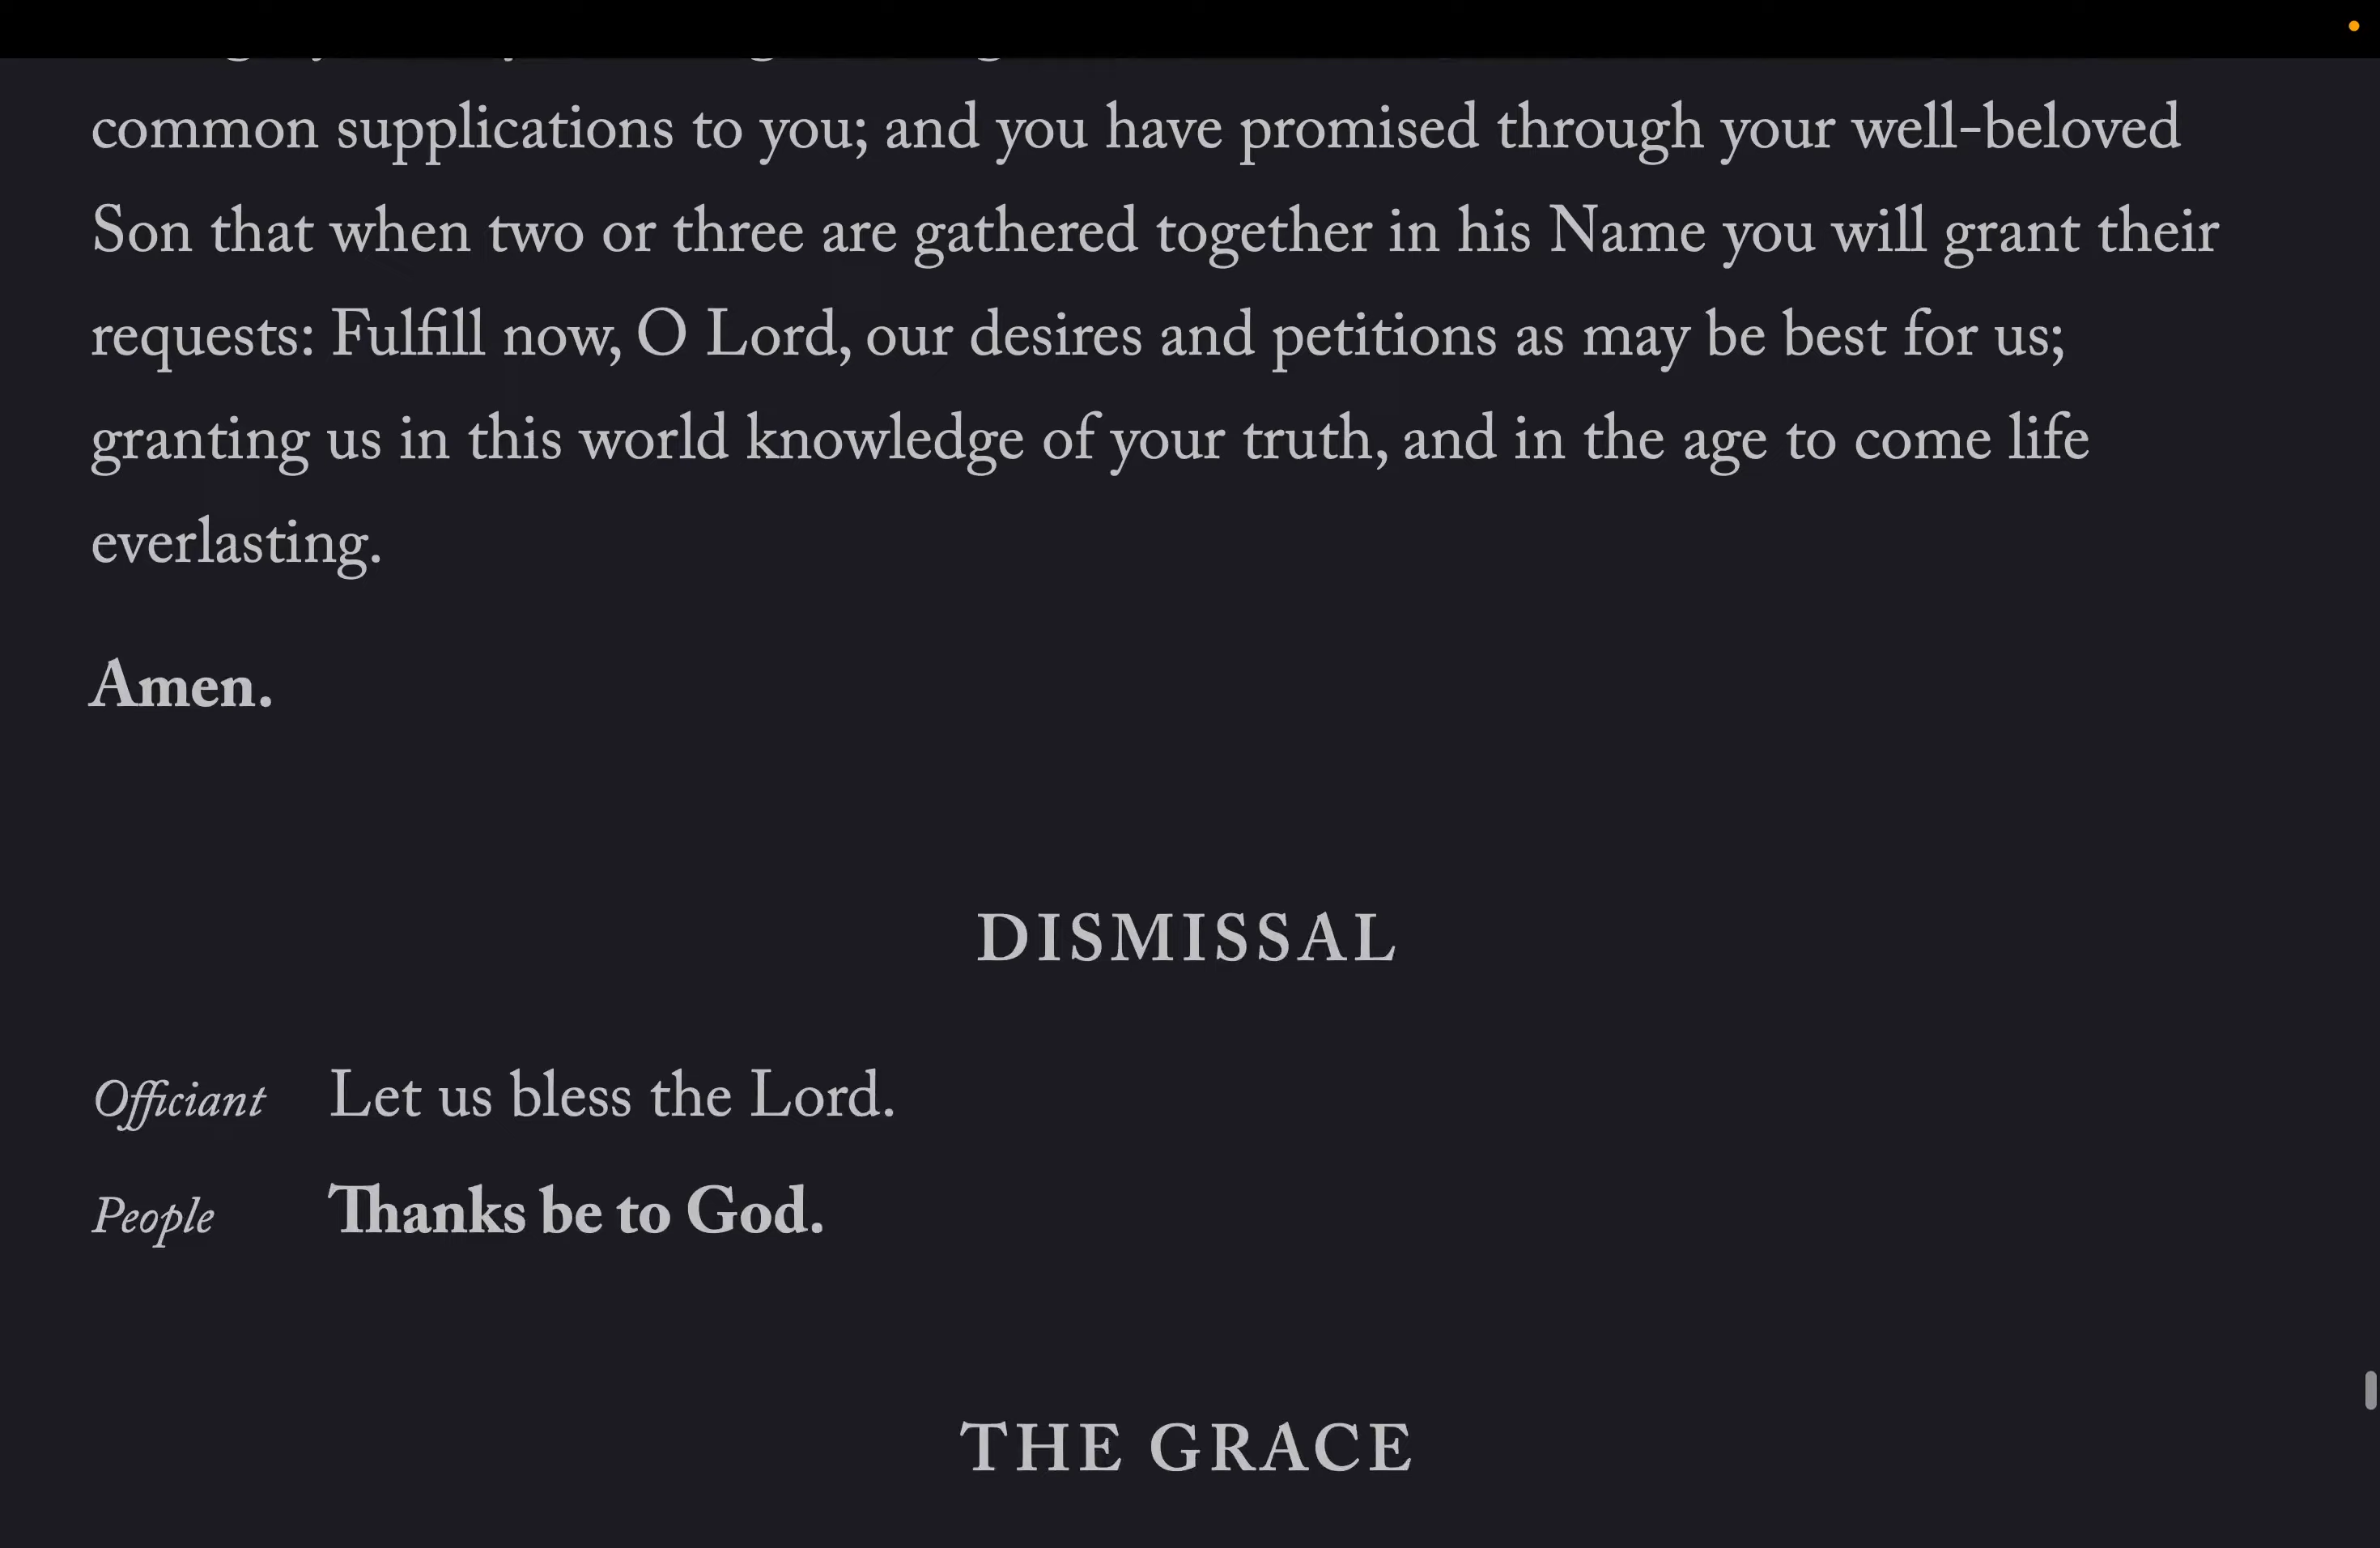 common supplications to you; and you have promised through your well-beloved
Son that when two or three are gathered together in his Name you will grant their
requests: Fulfill now, O Lord, our desires and petitions as may be best for us;
granting us in this world knowledge of your truth, and in the age to come life
everlasting.
Amen.
DISMISSAL
Officiant Let us bless the Lord.
People Thanks be to God.
THE GRACE